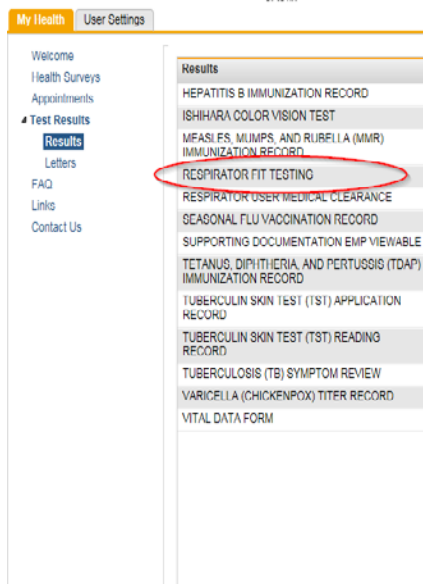 My Health User Settings
Welcome
Health Surveys
Appointments
Test Results
Results
Letters
FAQ
Links
Contact Us
Results
HEPATITIS B IMMUNIZATION RECORD
ISHIHARA COLOR VISION TEST
MEASLES, MUMPS, AND RUBELLA (MMR)
IMMUNIZATION RECORD
RESPIRATOR FIT TESTING
RESPIRATOR USER MEDICAL CLEARANCE
SEASONAL FLU VACCINATION RECORD
SUPPORTING DOCUMENTATION EMP VIEWABLE
TETANUS, DIPHTHERIA, AND PERTUSSIS (TDAP)
IMMUNIZATION RECORD
TUBERCULIN SKIN TEST (TST) APPLICATION
RECORD
TUBERCULIN SKIN TEST (TST) READING
RECORD
TUBERCULOSIS (TB) SYMPTOM REVIEW
VARICELLA (CHICKENPOX) TITER RECORD
VITAL DATA FORM